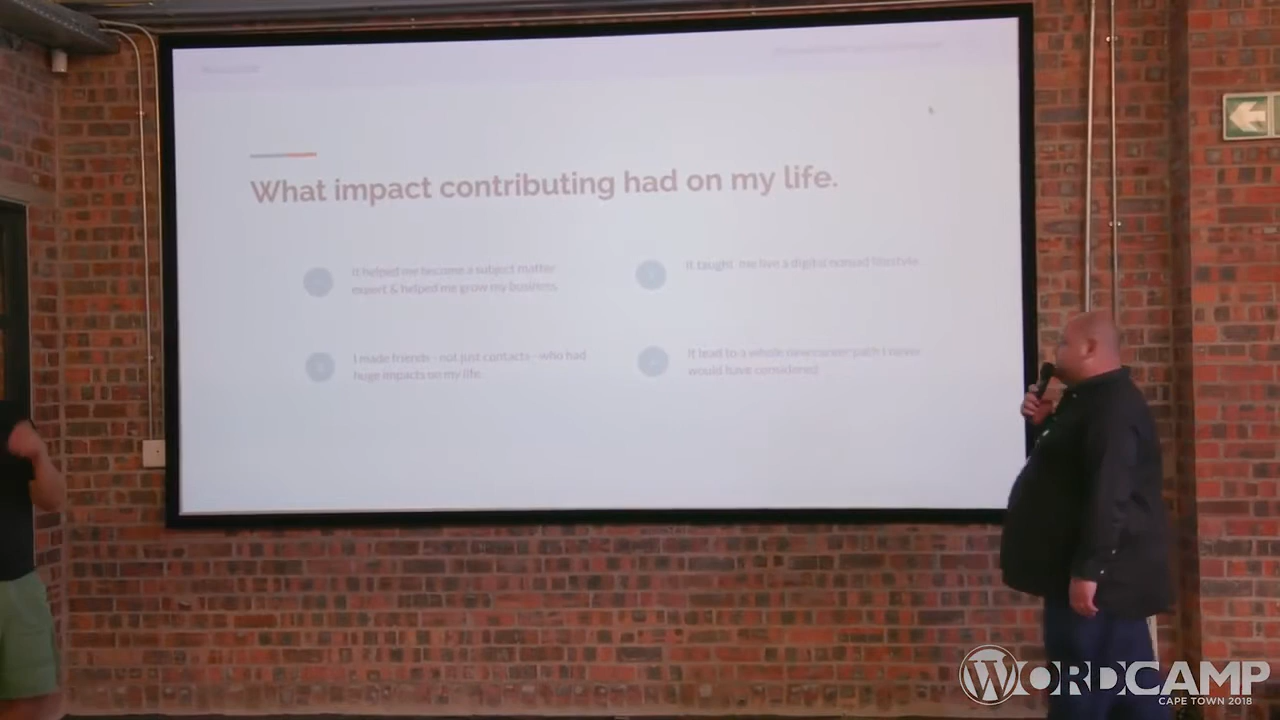 What impact contributing had on my life.
It helped me become a subject matter
expert & helped me grow my business
It taught me live a digital nomad lifestyle
I made friends - not just contacts - who had
huge impacts on my life.
It lead to a whole new career path I never
would have considered
WORDCAMP
CAPE TOWN 2018